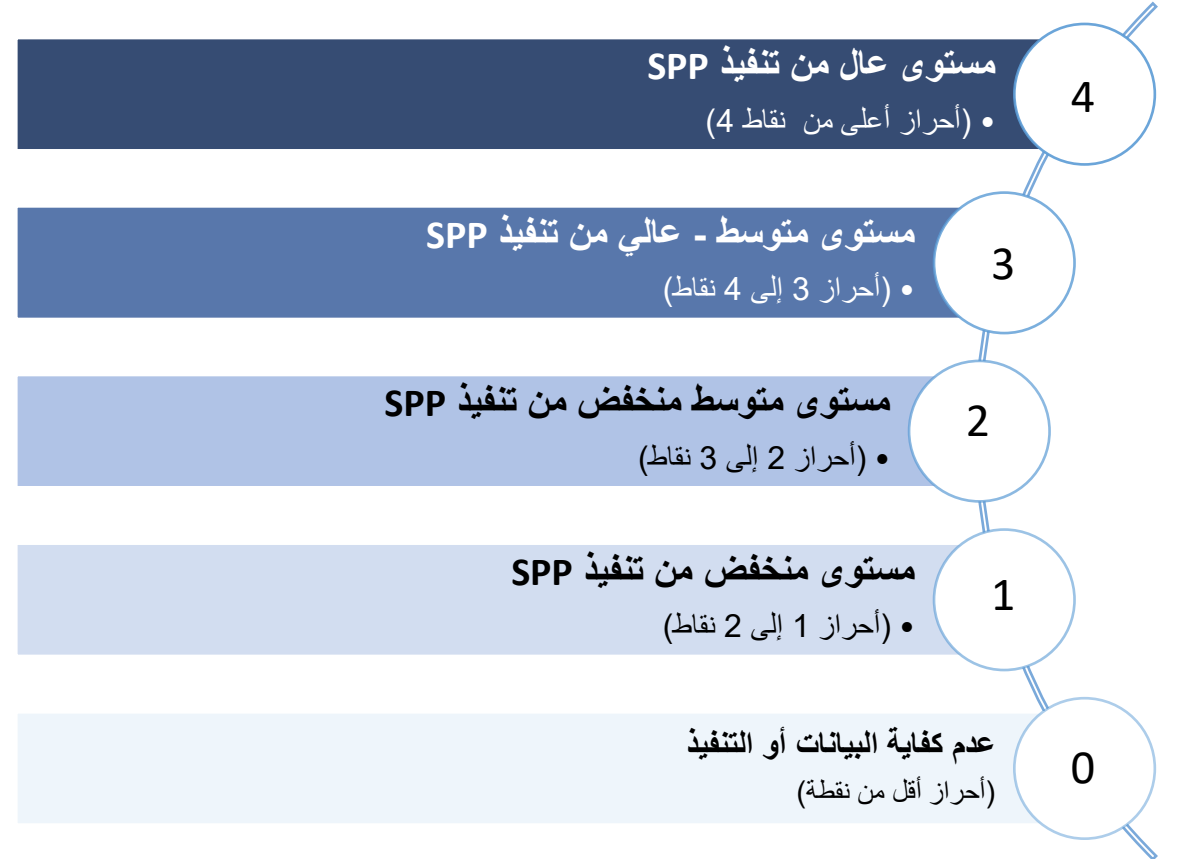 4
مستوى عال من تنفيذ SPP
• (أحراز أعلى من نقاط 4)
3
مستوى متوسط - عالي من تنفيذ SPP
• (أحراز 3 إلى 4 نقاط)
2
مستوى متوسط منخفض من تنفيذ SPP
• (أحراز 2 إلى 3 نقاط)
1
مستوى منخفض من تنفيذ SPP
• (أحراز 1 إلى 2 نقاط)
0
عدم كفاية البيانات أو التنفيذ
(أحراز أقل من نقطة)